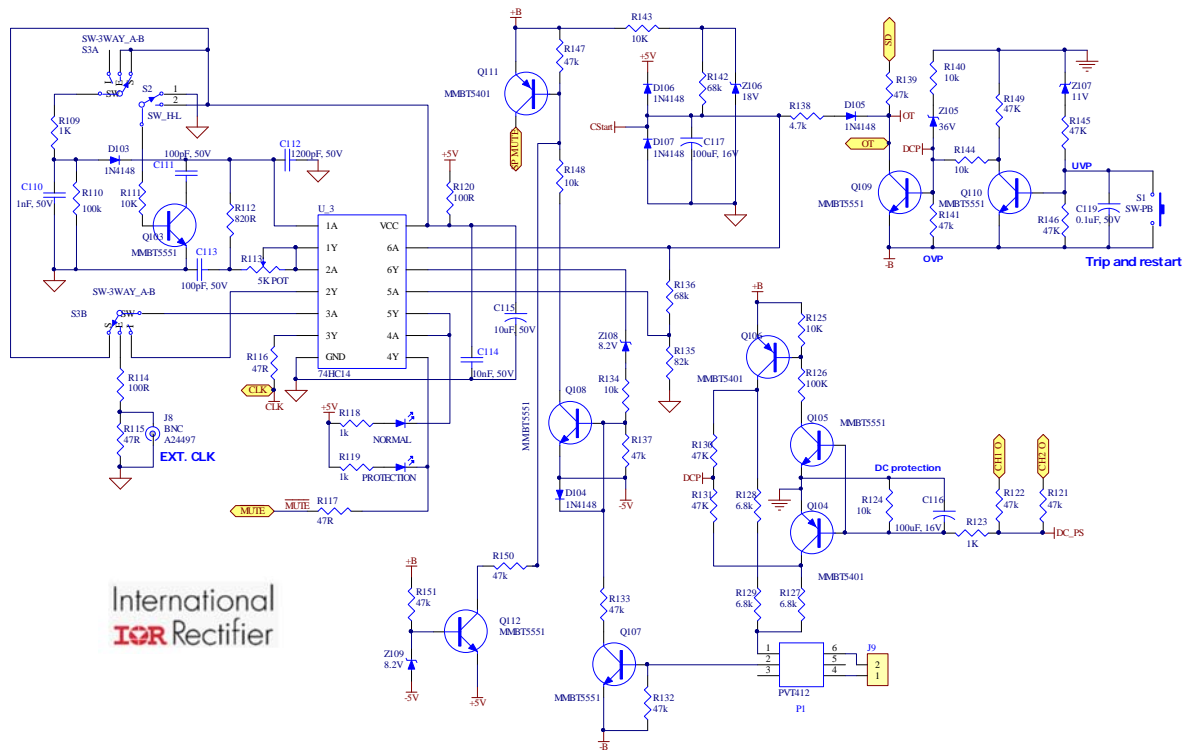 SW-3WAY_A-B
S3A
SW
S2
1
2
SW_H-L
R109
1K
D103
1N4148
100pF, 50V
C111
C112
1200pF, 50V
C110
1nF, 50V
R110
100k
R111
10K
R112
820R
Q103
MMBT5551
C113
100pF, 50V
R113
5K POT
SW-3WAY_A-B
S3B
SW
R114
100R
R115
47R
J8
BNC
A24497
EXT. CLK
R116
47R
CLK
CLK
U_3
1A
1Y
2A
2Y
3A
3Y
GND
VCC
6A
6Y
5A
5Y
4A
4Y
74HC14
+5V
R120
100R
C115
10uF, 50V
C114
10nF, 50V
+5V
R118
1k
NORMAL
R119
1k
PROTECTION
MUTE
MUTE
R117
47R
+B
Q111
MMBT5401
SP MUTE
R147
47k
R148
10k
R143
10K
+5V
D106
1N4148
R142
68k
Z106
18V
CStart
D107
1N4148
C117
100uF, 16V
R138
4.7k
D105
1N4148
SD
R139
47k
OT
OT
Q109
MMBT5551
R140
10k
Z105
36V
DCP
R144
10k
R141
47k
-B
OVP
R149
47K
Q110
MMBT5551
Z107
11V
R145
47K
UVP
R146
47K
C119
0.1uF, 50V
S1
SW-PB
Trip and restart
R136
68k
R135
82k
Z108
8.2V
R134
10k
R137
47k
-5V
Q108
MMBT5551
D104
1N4148
R133
47k
Q107
MMBT5551
R132
47k
-B
+B
R151
47k
Z109
8.2V
-5V
Q112
MMBT5551
+5V
R150
47k
+B
Q106
MMBT5401
R125
10K
R126
100K
Q105
MMBT5551
R130
47K
DCP
R131
47K
R128
6.8k
DC protection
Q104
MMBT5401
R124
10k
C116
100uF, 16V
R123
1K
CH1 O
CH2 O
R122
47k
R121
47k
DC_PS
R129
6.8k
R127
6.8k
1
2
3
6
5
4
PVT412
P1
J9
2
1
International
IOR Rectifier